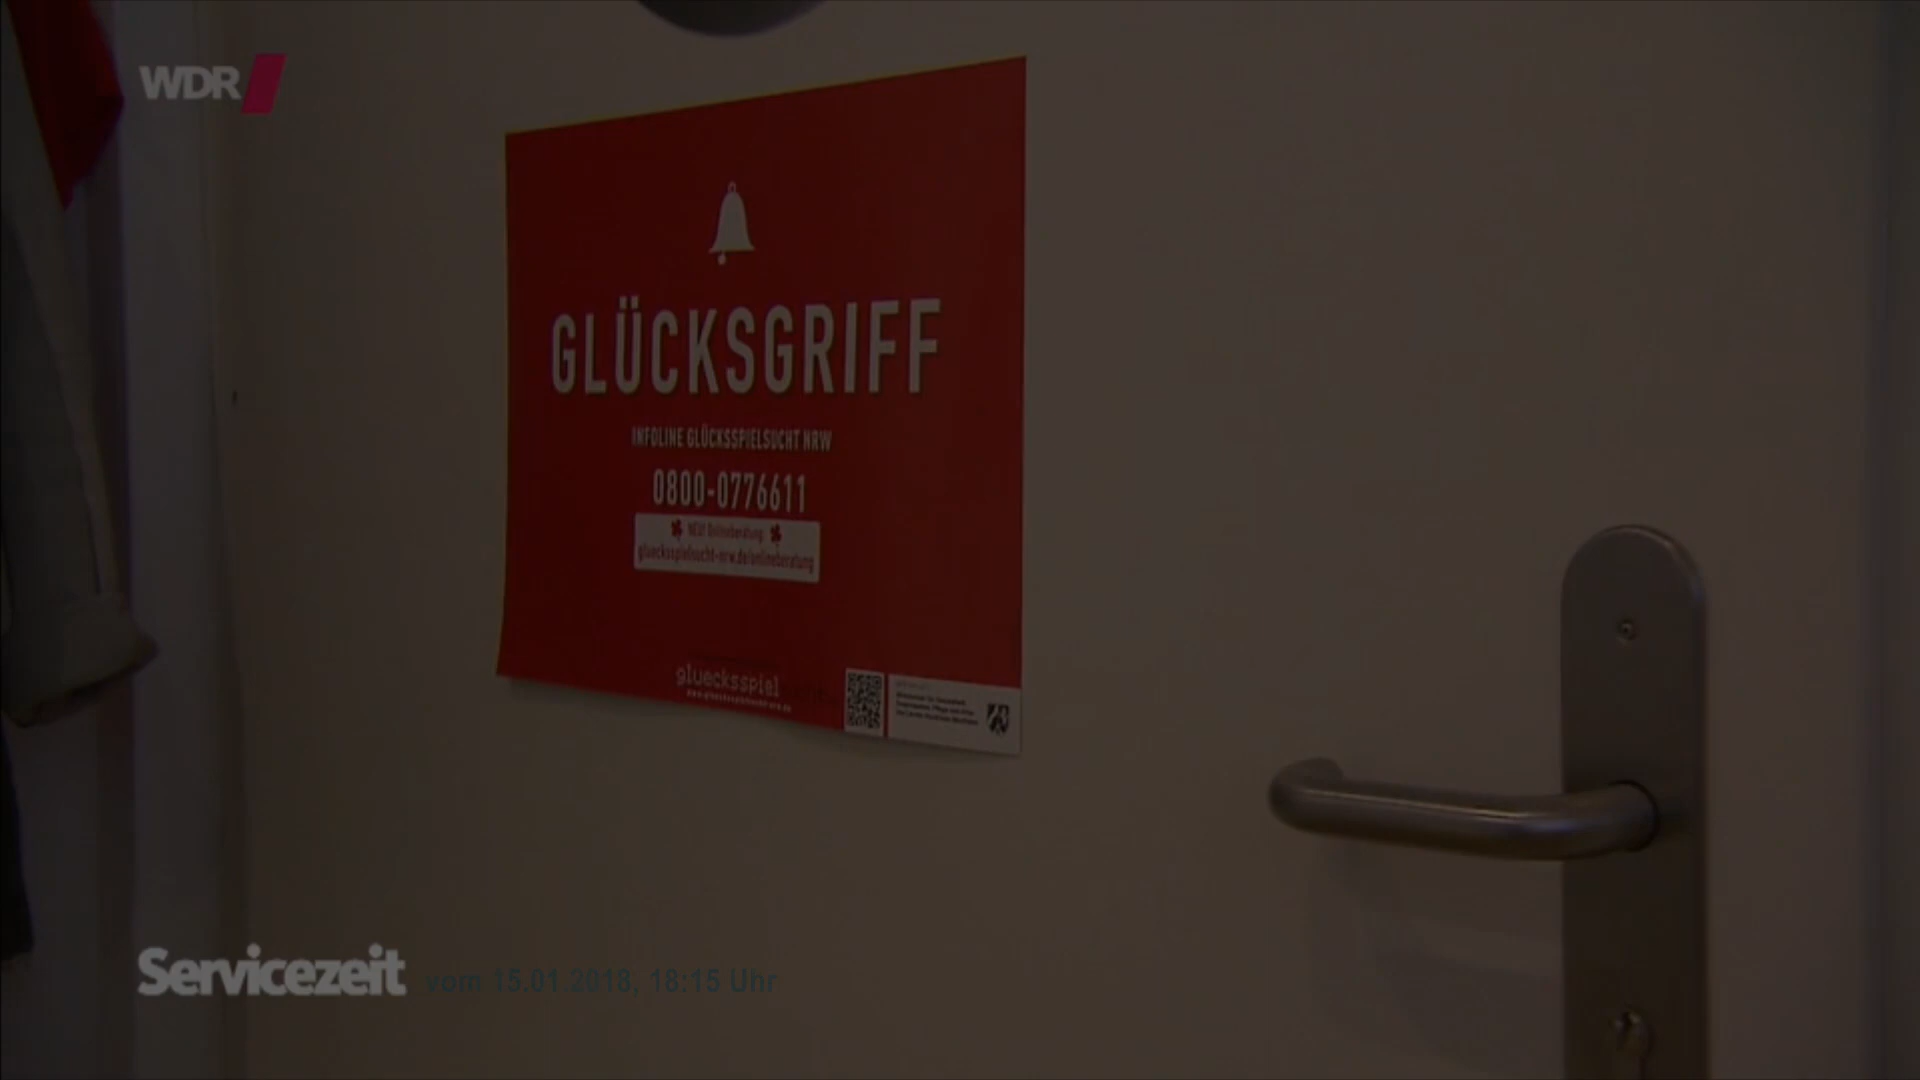 WDR
GLÜCKSGRIFF
INFOLINE GLÜCKSSPIELSUCHT NRW
0800-0776611
NEU! Onlineberatung:
gluecksspielsucht-nrw.de/onlineberatung
gluecksspiel
Servicezeit vom 15.01.2018, 18:15 Uhr